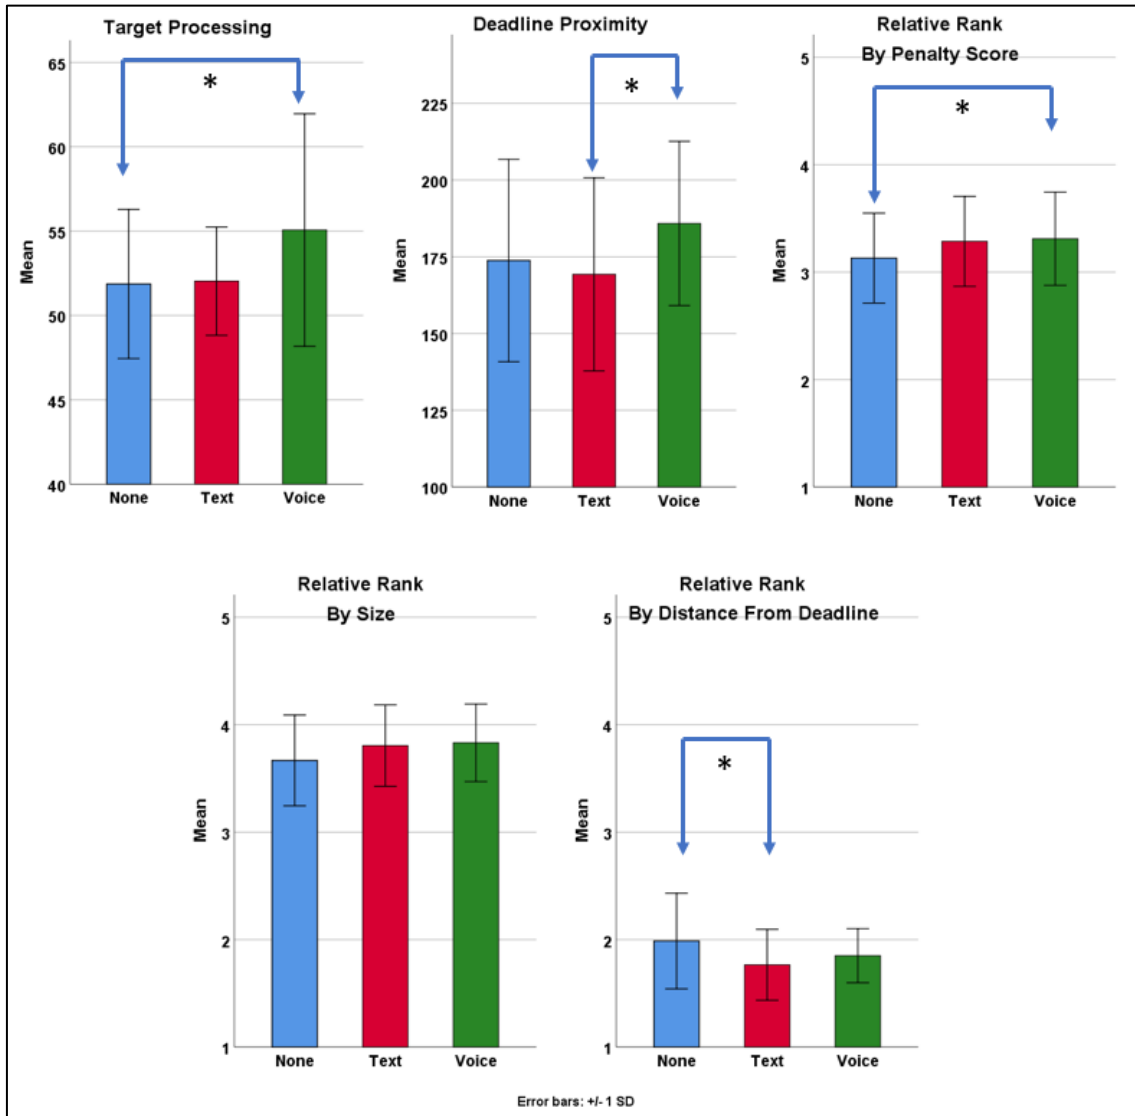 Target Processing
*
65
60
55
50
45
40
Mean
None Text Voice
Deadline Proximity
*
225
200
175
150
125
100
Mean
None Text Voice
Relative Rank
By Penalty Score
*
5
4
3
2
1
Mean
None Text Voice
Relative Rank
By Size
5
4
3
2
1
Mean
None Text Voice
Relative Rank
By Distance From Deadline
*
5
4
3
2
1
Mean
None Text Voice
Error bars: +/- 1 SD